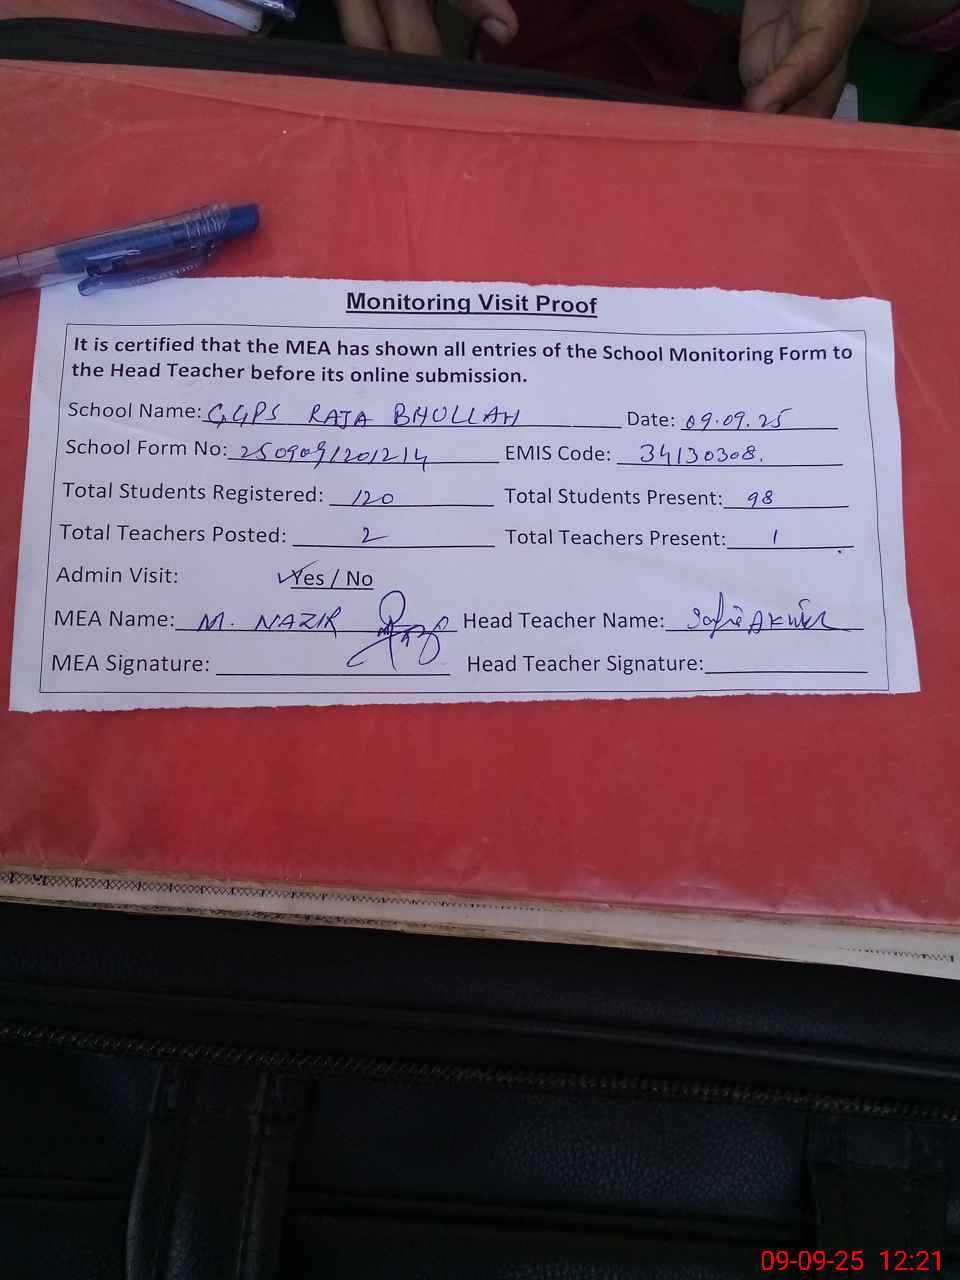 Monitoring Visit Proof
It is certified that the MEA has shown all entries of the School Monitoring Form to
the Head Teacher before its online submission.
School Name: GGPS RAJA BHULLAH Date: 09.09.25
School Form No: 2509091201214 EMIS Code: 34130308.
Total Students Registered: 120 Total Students Present: 98
Total Teachers Posted: 2 Total Teachers Present: 1
Admin Visit: Yes / No
MEA Name: M. NAZIR Head Teacher Name:
MEA Signature: Head Teacher Signature:
09-09-25 12:21